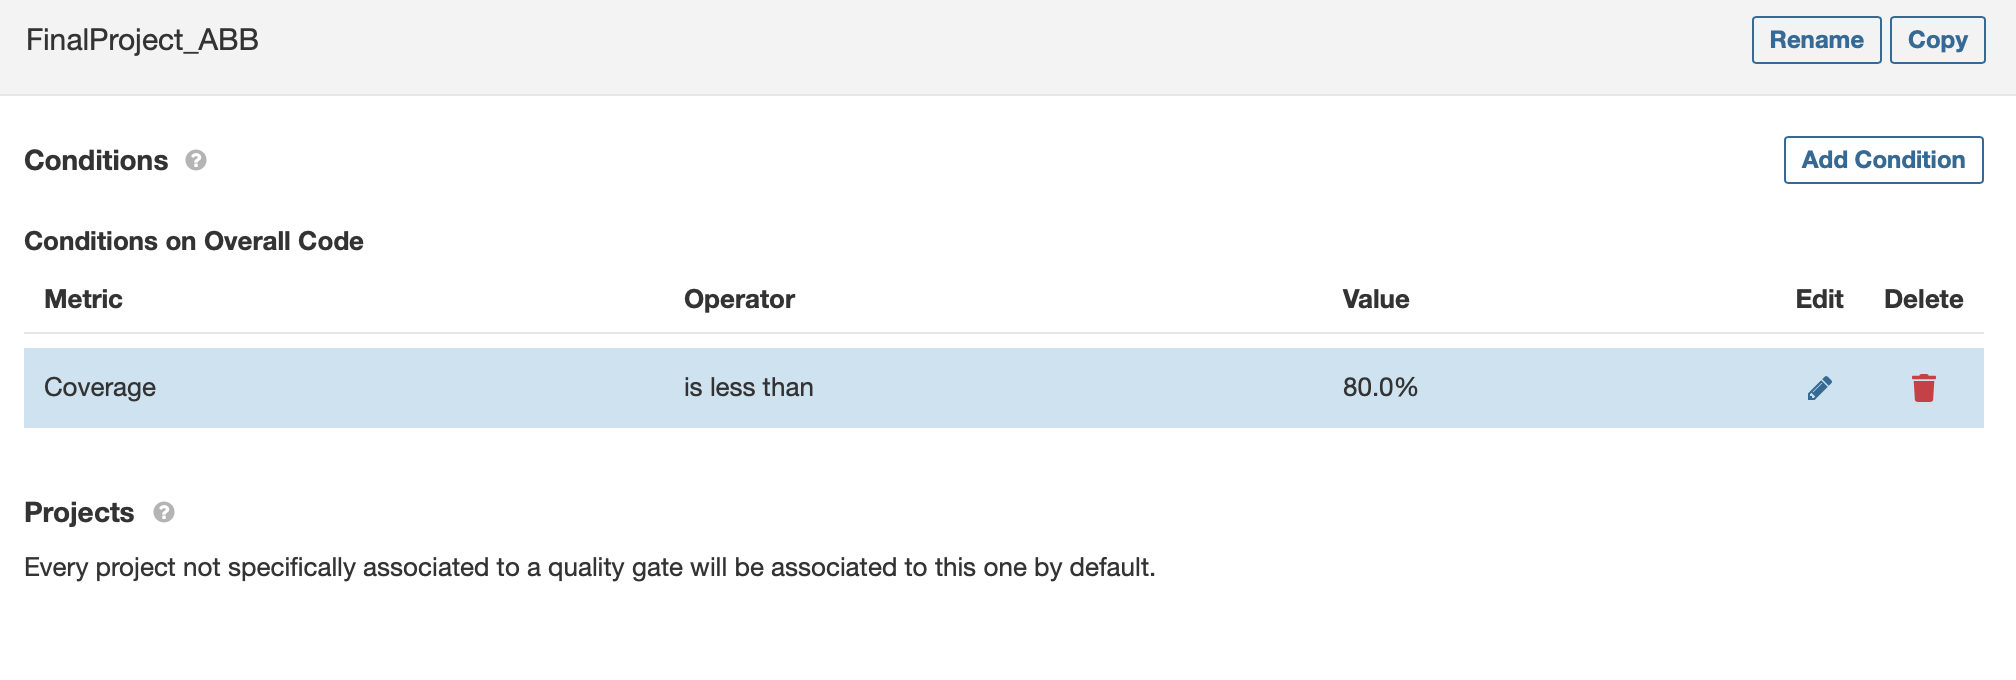 FinalProject_ABB
Rename
Copy
Conditions ?
Add Condition
Conditions on Overall Code
Metric Operator Value Edit Delete
Coverage is less than 80.0%
Projects ?
Every project not specifically associated to a quality gate will be associated to this one by default.